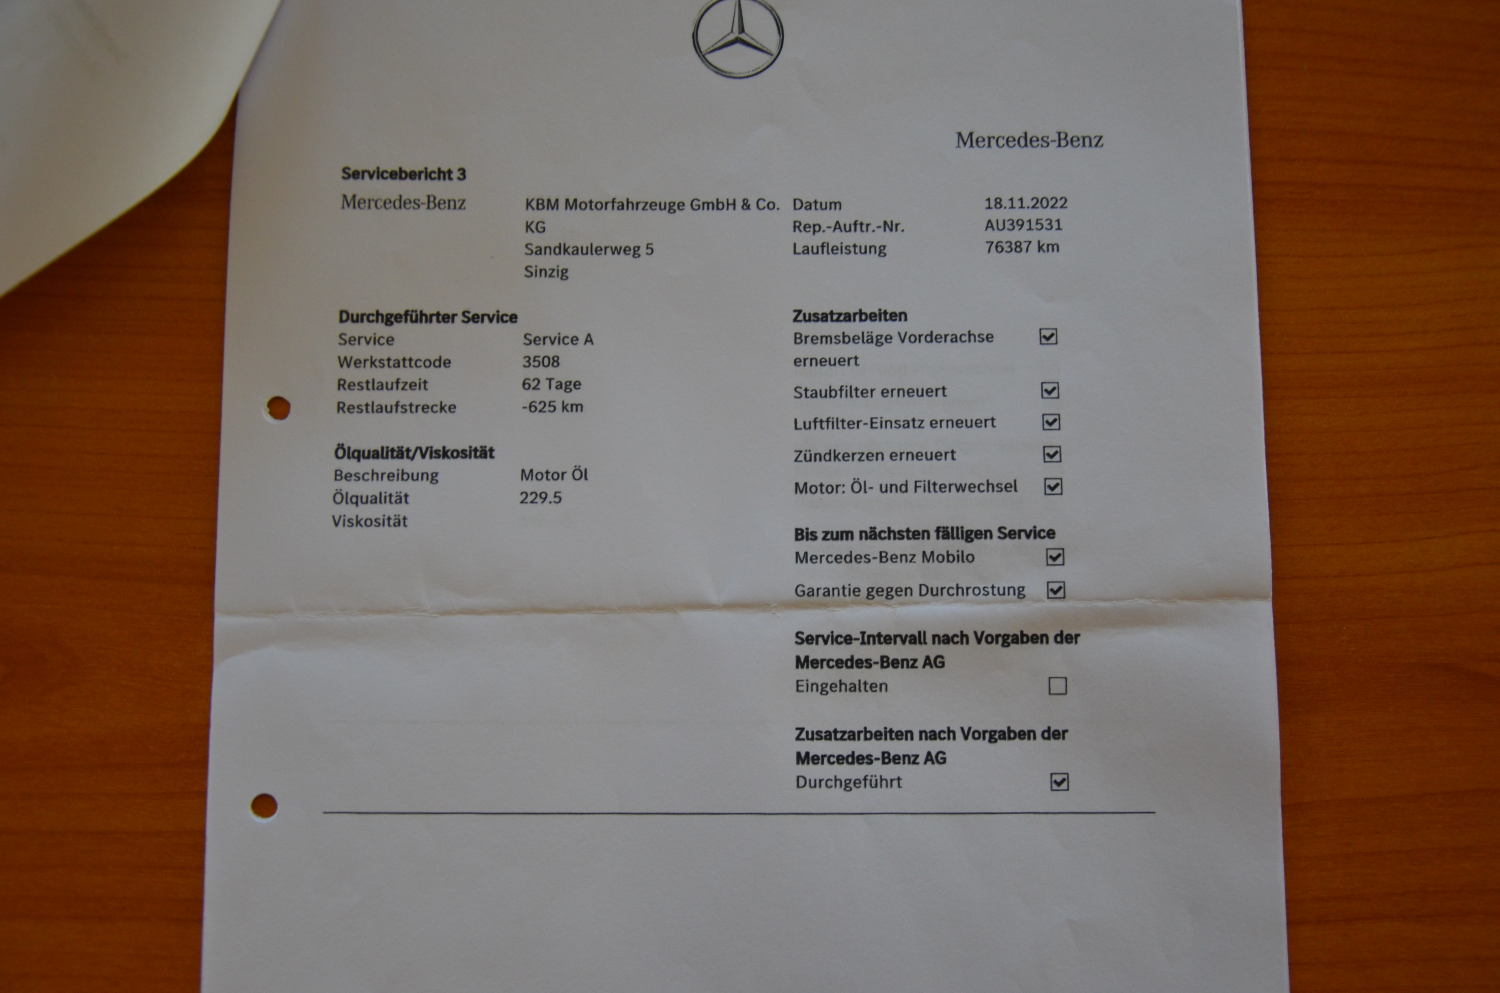 Mercedes-Benz
Servicebericht 3
Mercedes-Benz
KBM Motorfahrzeuge GmbH & Co.
KG
Sandkaulerweg 5
Sinzig
Datum 18.11.2022
Rep.-Auftr.-Nr. AU391531
Laufleistung 76387 km
Durchgeführter Service
Service Service A
Werkstattcode 3508
Restlaufzeit 62 Tage
Restlaufstrecke -625 km
Ölqualität/Viskosität
Beschreibung Motor Öl
Ölqualität 229.5
Viskosität
Zusatzarbeiten
Bremsbeläge Vorderachse
erneuert
Staubfilter erneuert
Luftfilter-Einsatz erneuert
Zündkerzen erneuert
Motor: Öl- und Filterwechsel
Bis zum nächsten fälligen Service
Mercedes-Benz Mobilo
Garantie gegen Durchrostung
Service-Intervall nach Vorgaben der
Mercedes-Benz AG
Eingehalten
Zusatzarbeiten nach Vorgaben der
Mercedes-Benz AG
Durchgeführt